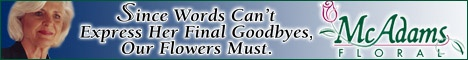 Since Words Can't
Express Her Final Goodbyes,
Our Flowers Must.
McAdams
FLORAL